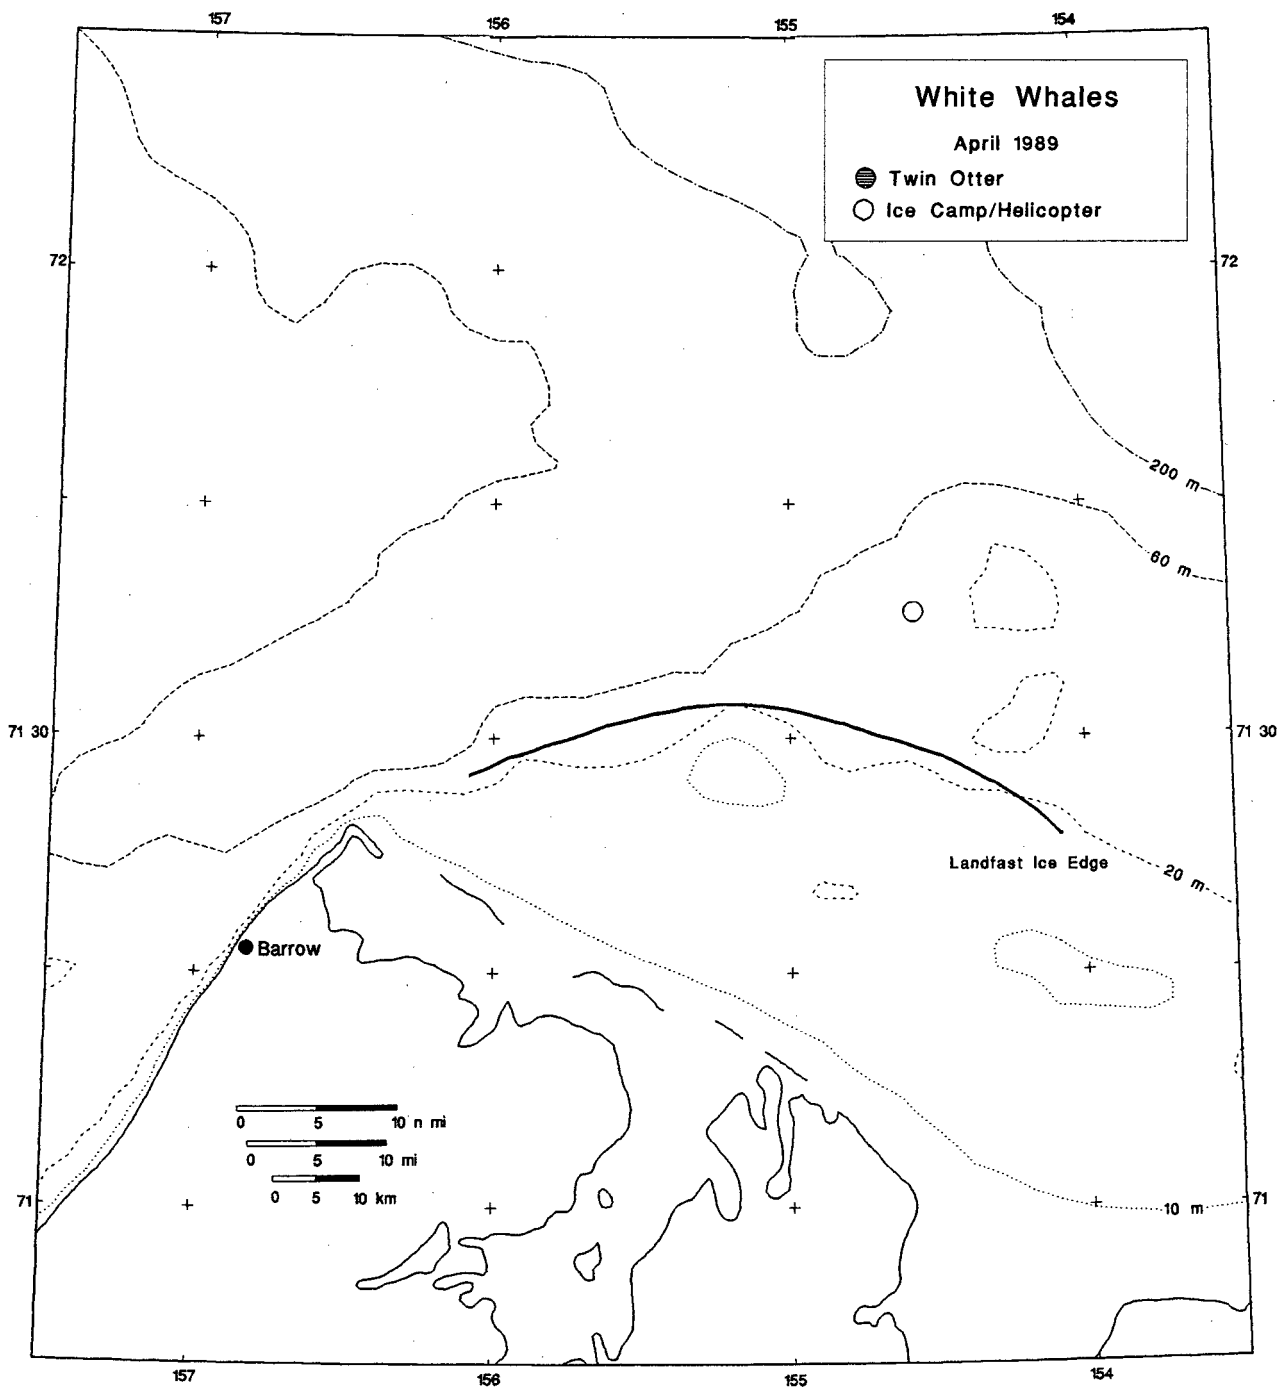 157 156 155 154
White Whales
April 1989
Twin Otter
Ice Camp/Helicopter
72 72
200 m
60 m
71 30 71 30
Landfast Ice Edge
20 m
Barrow
0 5 10 n mi
0 5 10 mi
0 5 10 km
71 71
10 m
157 156 155 154